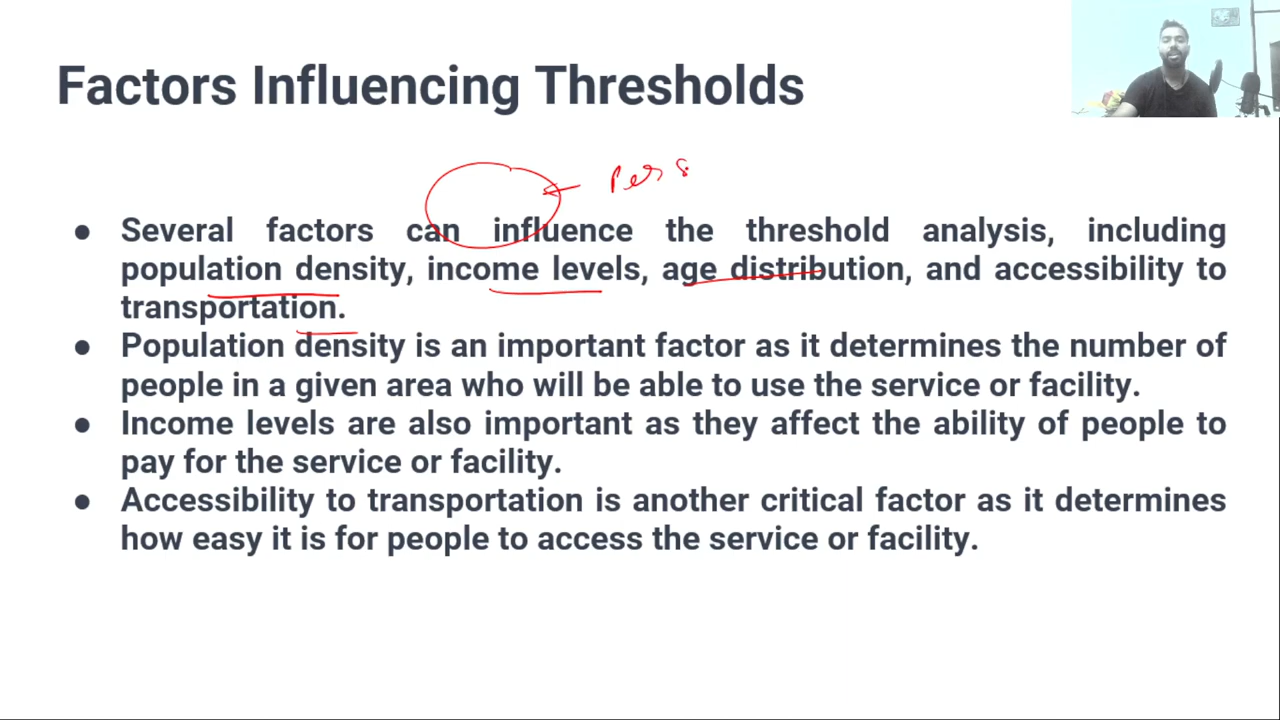 Factors Influencing Thresholds
Pers
● Several factors can influence the threshold analysis, including
population density, income levels, age distribution, and accessibility to
transportation.
● Population density is an important factor as it determines the number of
people in a given area who will be able to use the service or facility.
● Income levels are also important as they affect the ability of people to
pay for the service or facility.
● Accessibility to transportation is another critical factor as it determines
how easy it is for people to access the service or facility.